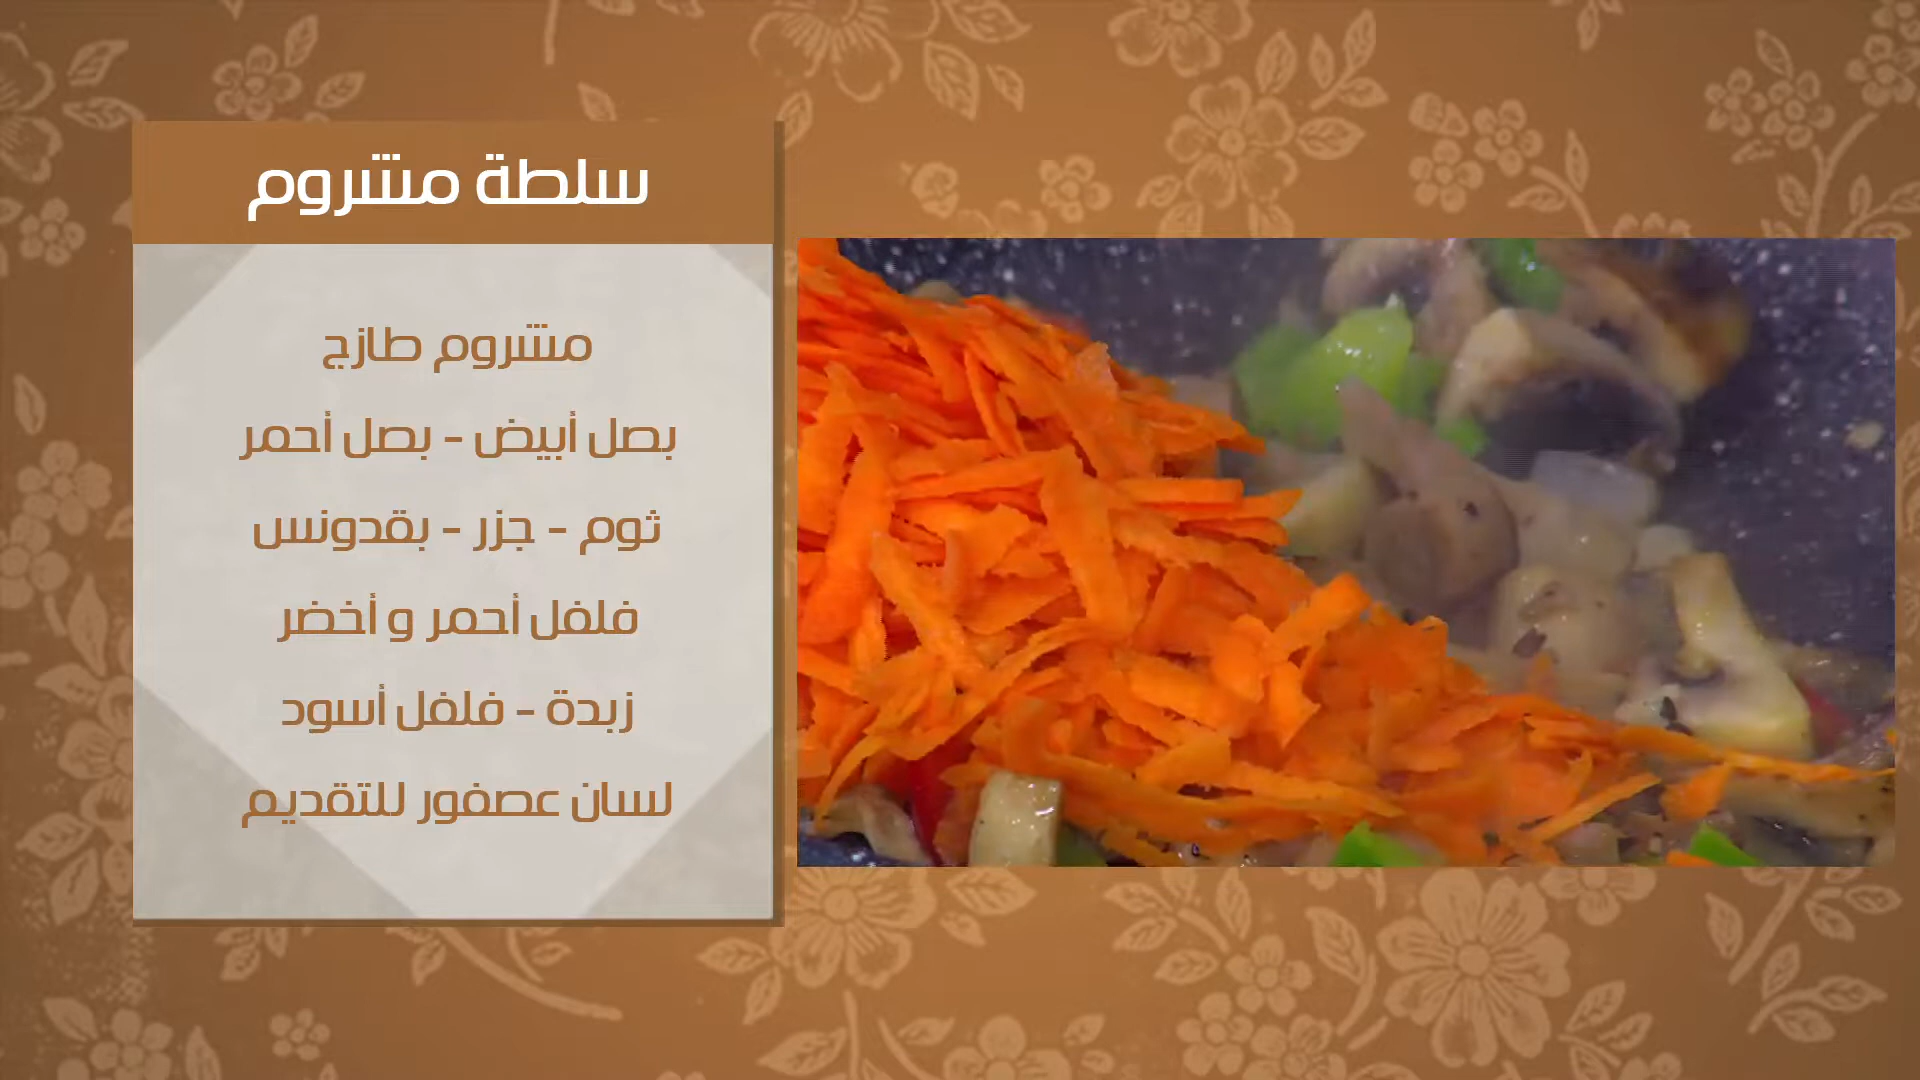 سلطة مشروم
مشروم طازج
بصل أبيض - بصل أحمر
ثوم - جزر - بقدونس
فلفل أحمر و أخضر
زبدة - فلفل أسود
لسان عصفور للتقديم